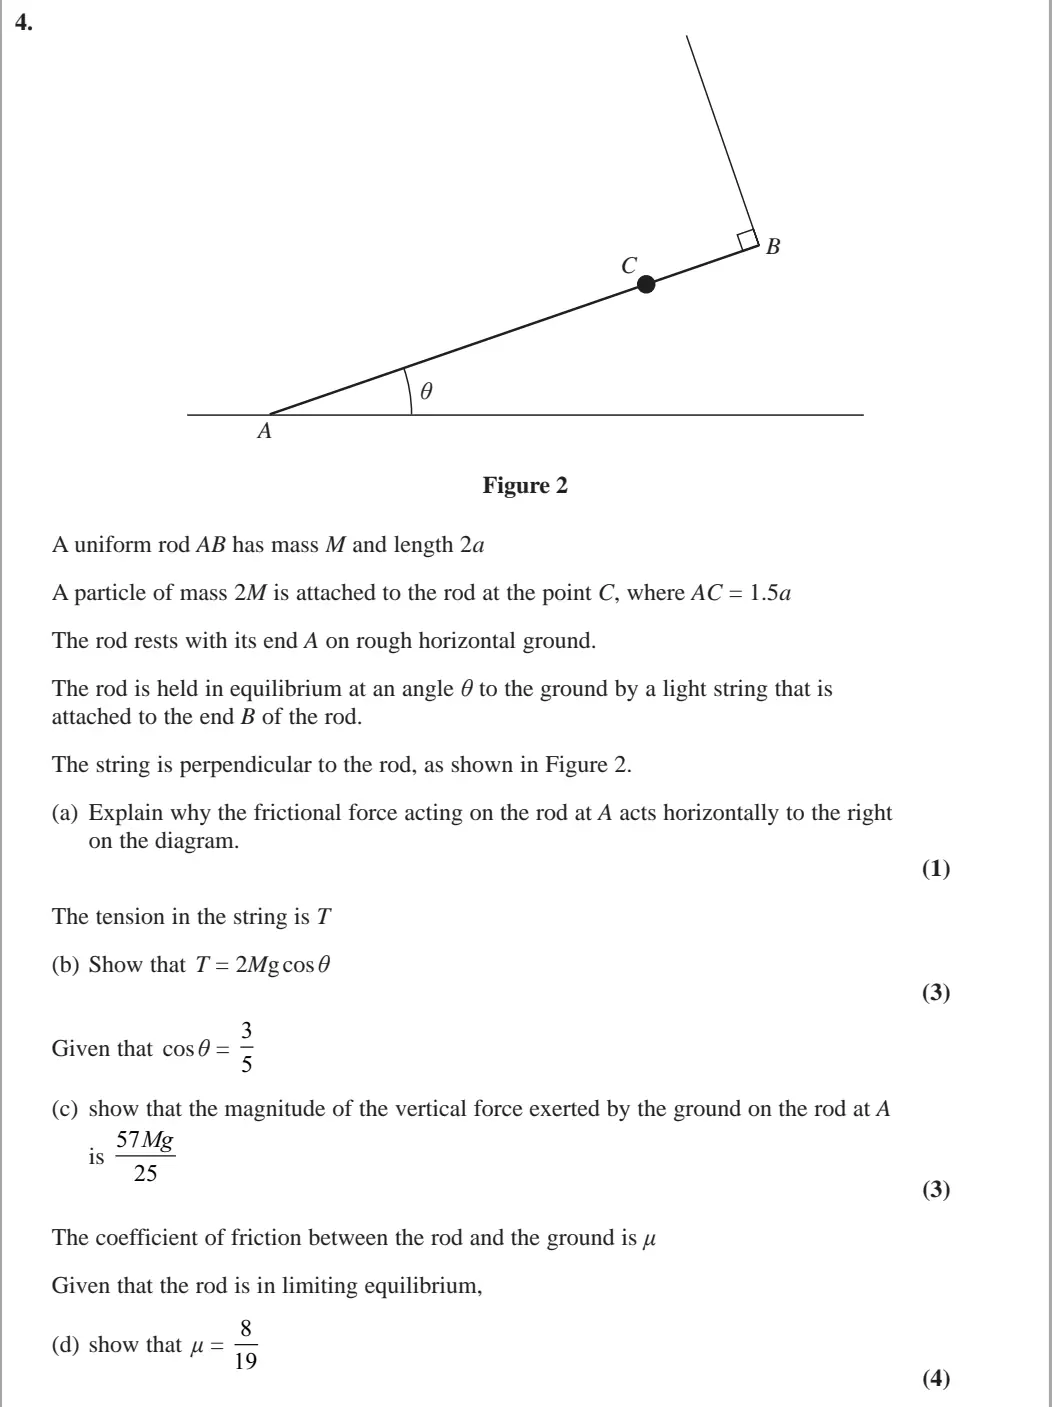 4.
C
B
θ
A
Figure 2
A uniform rod AB has mass M and length 2a
A particle of mass 2M is attached to the rod at the point C, where AC = 1.5a
The rod rests with its end A on rough horizontal ground.
The rod is held in equilibrium at an angle θ to the ground by a light string that is
attached to the end B of the rod.
The string is perpendicular to the rod, as shown in Figure 2.
(a) Explain why the frictional force acting on the rod at A acts horizontally to the right
on the diagram.
(1)
The tension in the string is T
(b) Show that T = 2Mg cos θ
(3)
Given that cos θ = 3/5
(c) show that the magnitude of the vertical force exerted by the ground on the rod at A
is 57Mg/25
(3)
The coefficient of friction between the rod and the ground is μ
Given that the rod is in limiting equilibrium,
(d) show that μ = 8/19
(4)